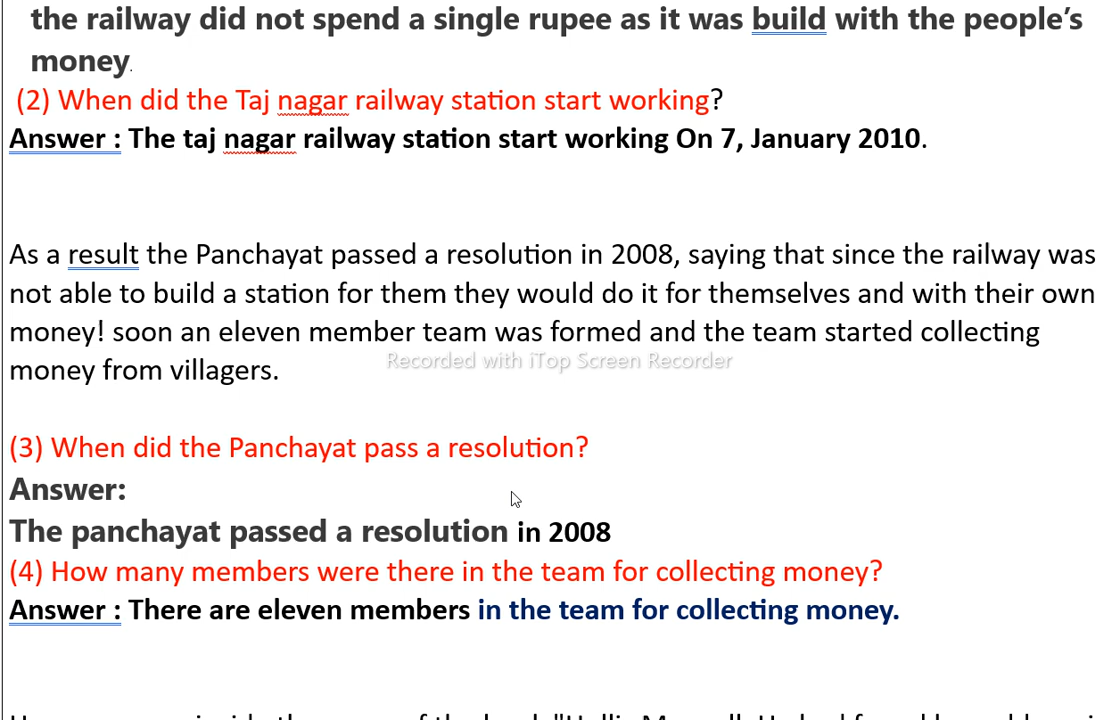 the railway did not spend a single rupee as it was build with the people's
money.
(2) When did the Taj nagar railway station start working?
Answer : The taj nagar railway station start working On 7, January 2010.
As a result the Panchayat passed a resolution in 2008, saying that since the railway was
not able to build a station for them they would do it for themselves and with their own
money! soon an eleven member team was formed and the team started collecting
Recorded with iTop Screen Recorder
money from villagers.
(3) When did the Panchayat pass a resolution?
Answer:
The panchayat passed a resolution in 2008
(4) How many members were there in the team for collecting money?
Answer : There are eleven members in the team for collecting money.